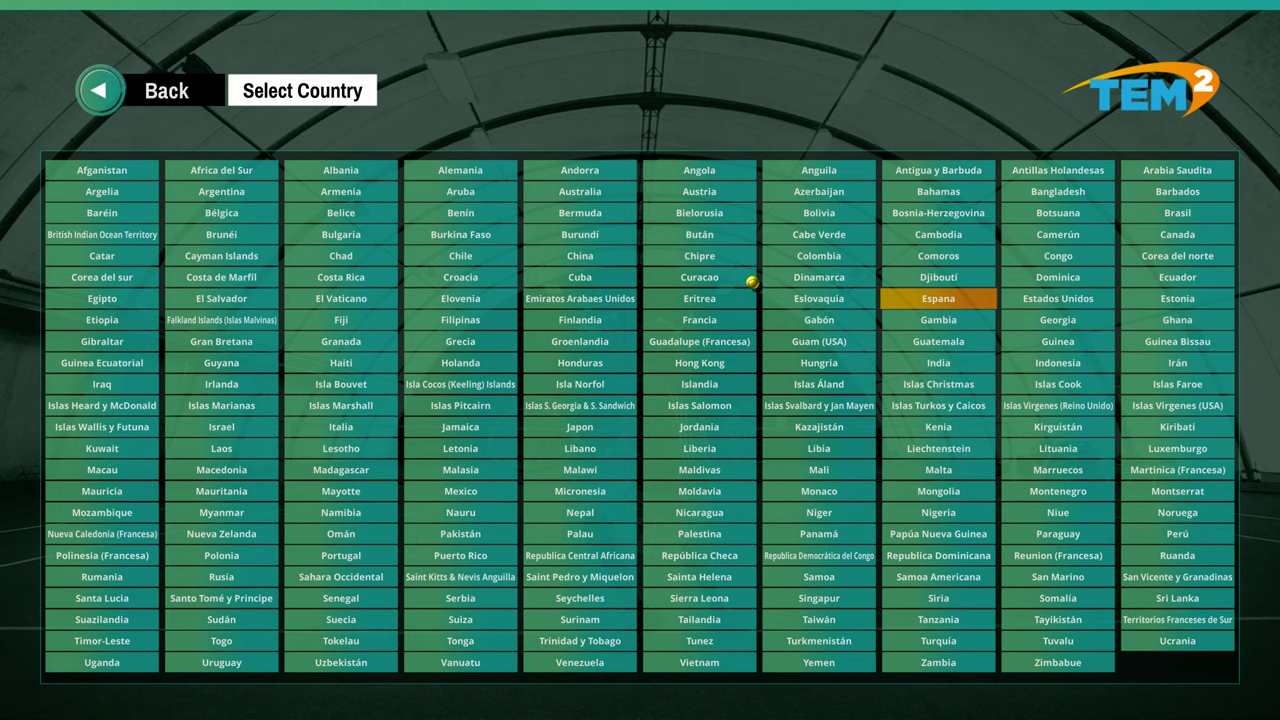 Back
Select Country
TEM2
Afganistan
Africa del Sur
Albania
Alemania
Andorra
Angola
Anguila
Antigua y Barbuda
Antillas Holandesas
Arabia Saudita
Argelia
Argentina
Armenia
Aruba
Australia
Austria
Azerbaijan
Bahamas
Bangladesh
Barbados
Baréin
Bélgica
Belice
Benín
Bermuda
Bielorusia
Bolivia
Bosnia-Herzegovina
Botsuana
Brasil
British Indian Ocean Territory
Brunéi
Bulgaria
Burkina Faso
Burundí
Bután
Cabe Verde
Cambodia
Camerún
Canada
Catar
Cayman Islands
Chad
Chile
China
Chipre
Colombia
Comoros
Congo
Corea del norte
Corea del sur
Costa de Marfil
Costa Rica
Croacia
Cuba
Curacao
Dinamarca
Djiboutí
Dominica
Ecuador
Egipto
El Salvador
El Vaticano
Elovenia
Emiratos Arabaes Unidos
Eritrea
Eslovaquia
Espana
Estados Unidos
Estonia
Etiopia
Falkland Islands (Islas Malvinas)
Fiji
Filipinas
Finlandia
Francia
Gabón
Gambia
Georgia
Ghana
Gibraltar
Gran Bretana
Granada
Grecia
Groenlandia
Guadalupe (Francesa)
Guam (USA)
Guatemala
Guinea
Guinea Bissau
Guinea Ecuatorial
Guyana
Haiti
Holanda
Honduras
Hong Kong
Hungria
India
Indonesia
Irán
Iraq
Irlanda
Isla Bouvet
Isla Cocos (Keeling) Islands
Isla Norfol
Islandia
Islas Áland
Islas Christmas
Islas Cook
Islas Faroe
Islas Heard y McDonald
Islas Marianas
Islas Marshall
Islas Pitcairn
Islas S. Georgia & S. Sandwich
Islas Salomon
Islas Svalbard y Jan Mayen
Islas Turkos y Caicos
Islas Virgenes (Reino Unido)
Islas Virgenes (USA)
Islas Wallis y Futuna
Israel
Italia
Jamaica
Japon
Jordania
Kazajistán
Kenia
Kirguistán
Kiribati
Kuwait
Laos
Lesotho
Letonia
Libano
Liberia
Libia
Liechtenstein
Lituania
Luxemburgo
Macau
Macedonia
Madagascar
Malasia
Malawi
Maldivas
Mali
Malta
Marruecos
Martinica (Francesa)
Mauricia
Mauritania
Mayotte
Mexico
Micronesia
Moldavia
Monaco
Mongolia
Montenegro
Montserrat
Mozambique
Myanmar
Namibia
Nauru
Nepal
Nicaragua
Niger
Nigeria
Niue
Noruega
Nueva Caledonia (Francesa)
Nueva Zelanda
Omán
Pakistán
Palau
Palestina
Panamá
Papúa Nueva Guinea
Paraguay
Perú
Polinesia (Francesa)
Polonia
Portugal
Puerto Rico
Republica Central Africana
República Checa
Republica Democrática del Congo
Republica Dominicana
Reunion (Francesa)
Ruanda
Rumania
Rusia
Sahara Occidental
Saint Kitts & Nevis Anguilla
Saint Pedro y Miquelon
Sainta Helena
Samoa
Samoa Americana
San Marino
San Vicente y Granadinas
Santa Lucia
Santo Tomé y Principe
Senegal
Serbia
Seychelles
Sierra Leona
Singapur
Siria
Somalía
Sri Lanka
Suazilandia
Sudán
Suecia
Suiza
Surinam
Tailandia
Taiwán
Tanzania
Tayikistán
Territorios Franceses de Sur
Timor-Leste
Togo
Tokelau
Tonga
Trinidad y Tobago
Tunez
Turkmenistán
Turquía
Tuvalu
Ucrania
Uganda
Uruguay
Uzbekistán
Vanuatu
Venezuela
Vietnam
Yemen
Zambia
Zimbabue